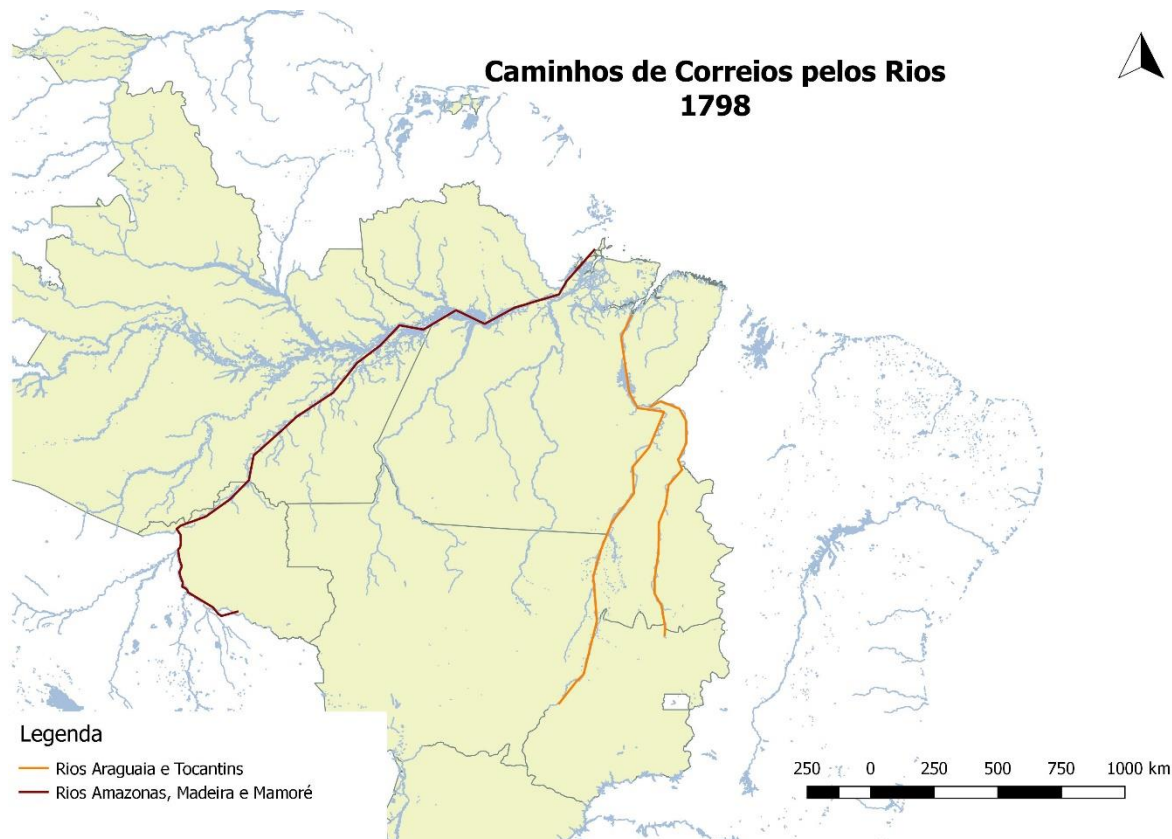 Caminhos de Correios pelos Rios
1798
Legenda
Rios Araguaia e Tocantins
Rios Amazonas, Madeira e Mamoré
250 0 250 500 750 1000 km